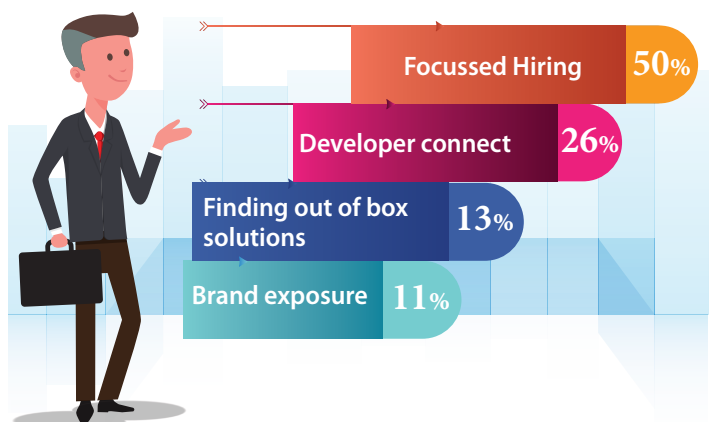 Focussed Hiring 50%
Developer connect 26%
Finding out of box
solutions 13%
Brand exposure 11%